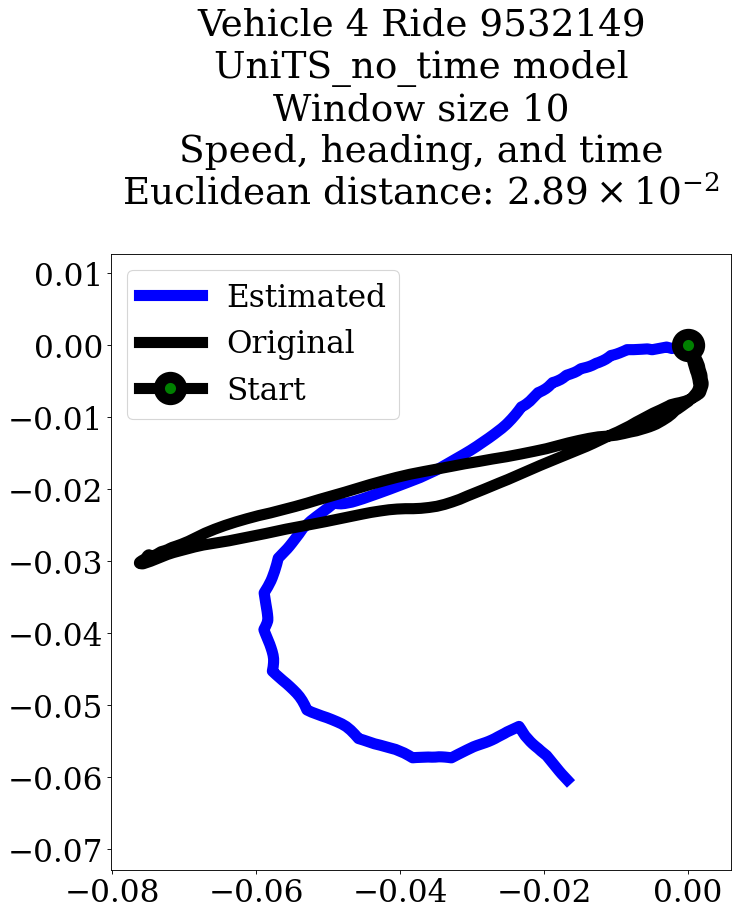 Vehicle 4 Ride 9532149
UniTS_no_time model
Window size 10
Speed, heading, and time
Euclidean distance: 2.89 × 10⁻²
0.01
0.00
−0.01
−0.02
−0.03
−0.04
−0.05
−0.06
−0.07
Estimated
Original
Start
−0.08 −0.06 −0.04 −0.02 0.00